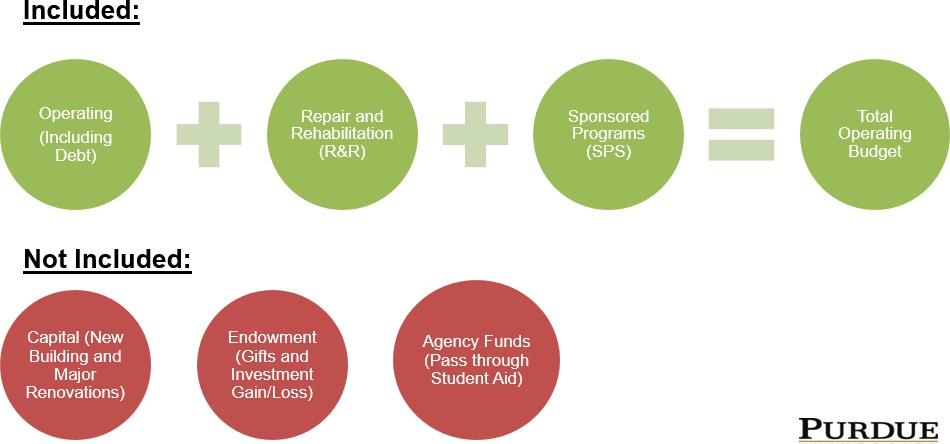 Included:
Operating
(Including
Debt)
Repair and
Rehabilitation
(R&R)
Sponsored
Programs
(SPS)
Total
Operating
Budget
Not Included:
Capital (New
Building and
Major
Renovations)
Endowment
(Gifts and
Investment
Gain/Loss)
Agency Funds
(Pass through
Student Aid)
PURDUE